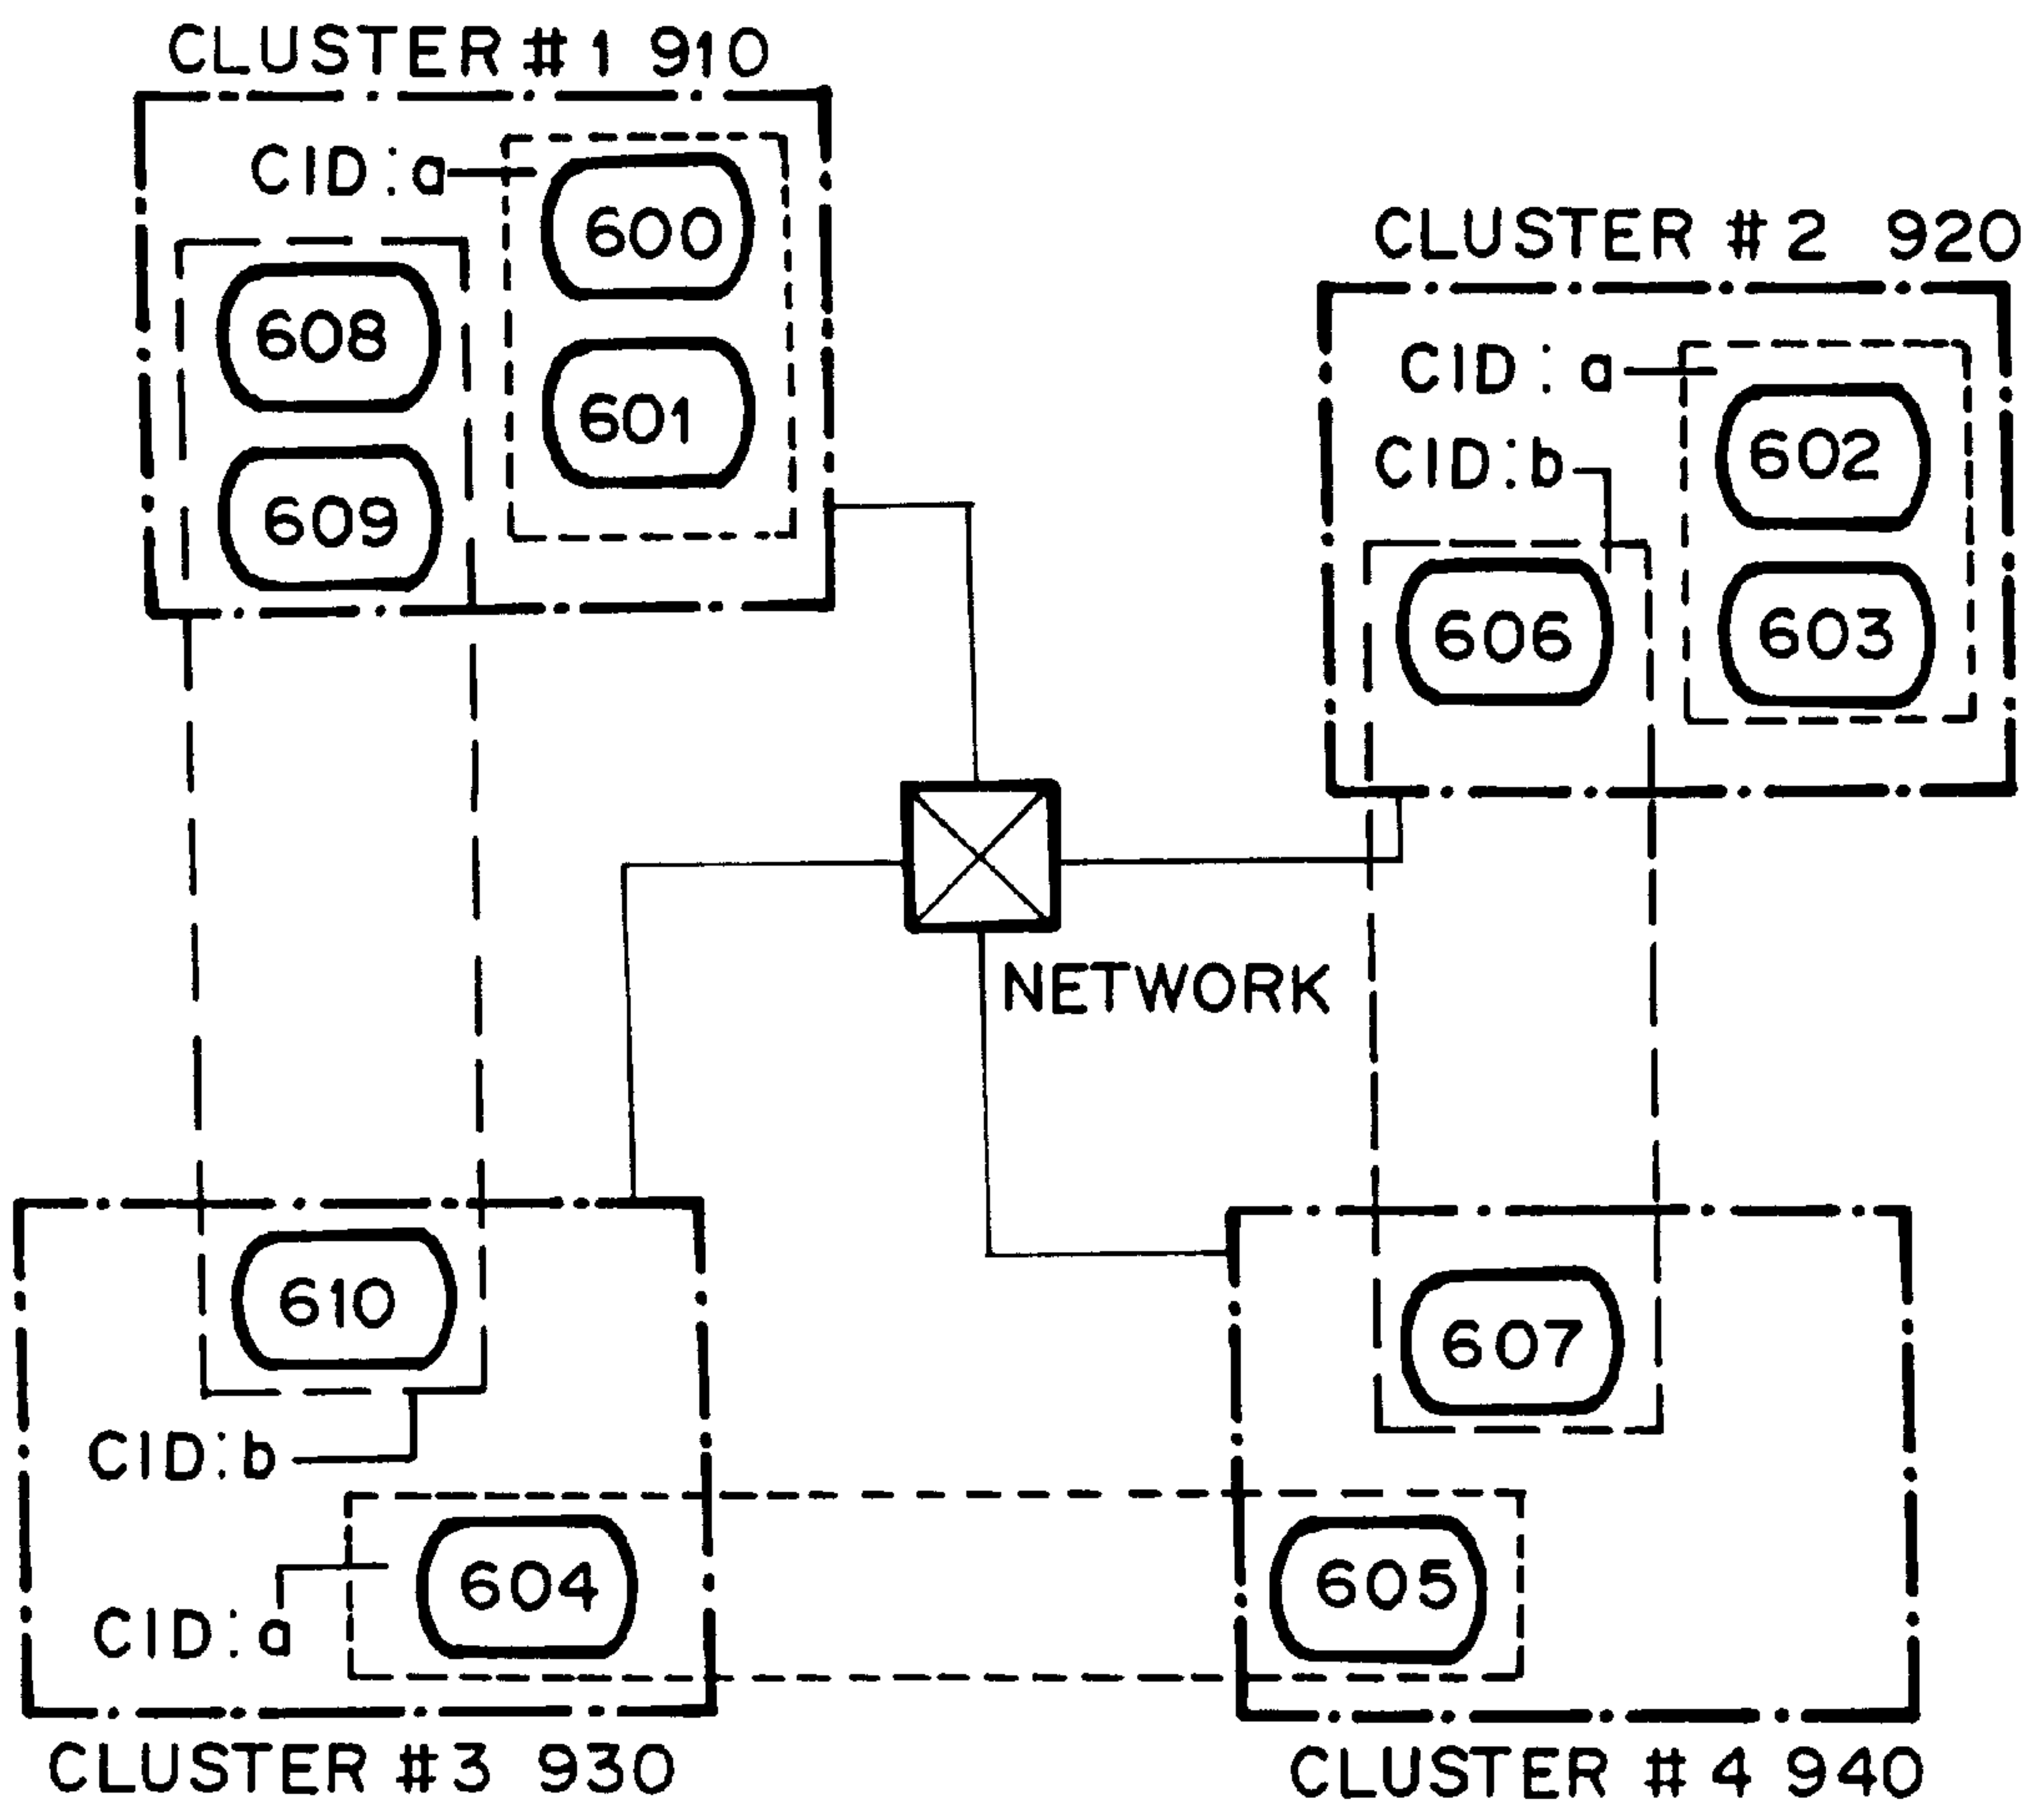 CLUSTER #1 910
CID:a
600
608
601
609
CLUSTER #2 920
CID:a
CID:b
602
606
603
NETWORK
610
607
CID:b
604
605
CID:a
CLUSTER #3 930
CLUSTER #4 940